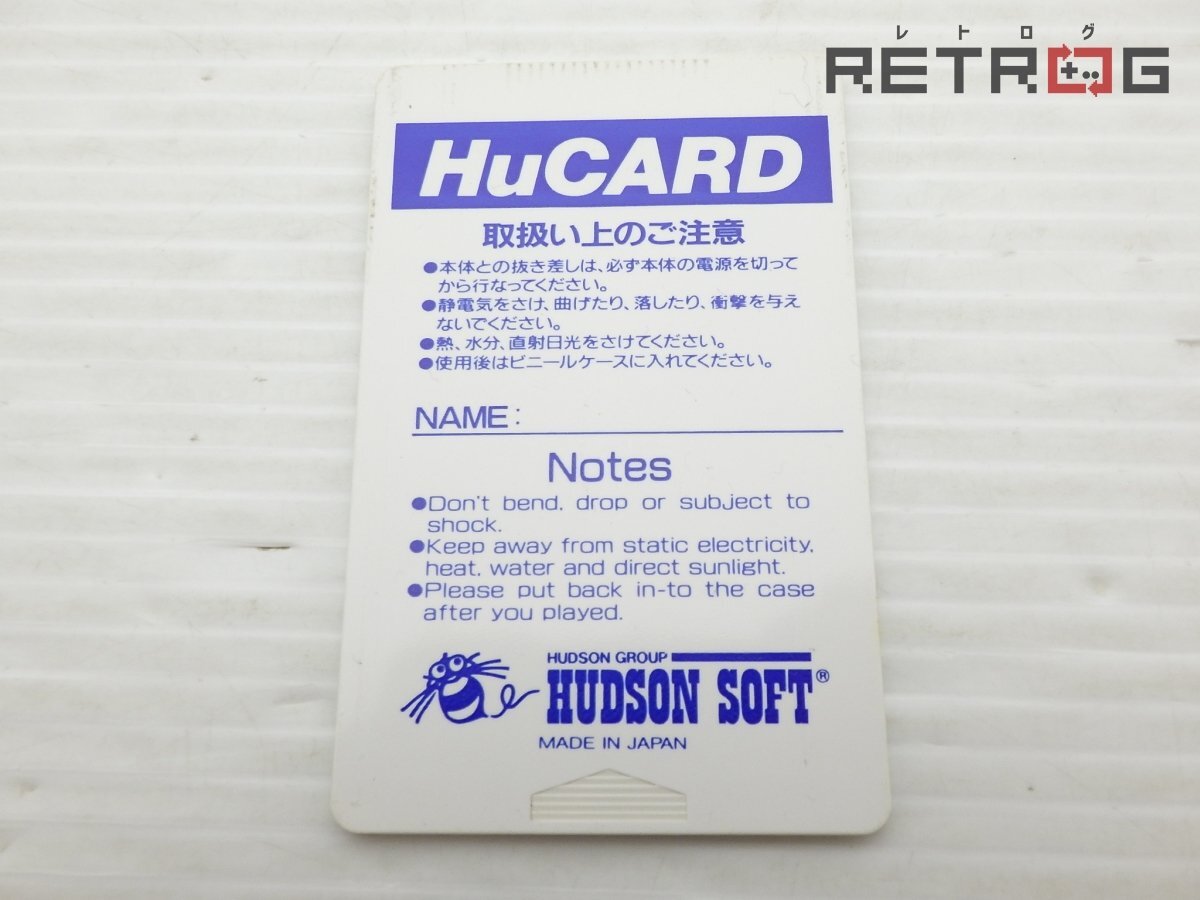 レトログ
RETROG
HuCARD
取扱い上のご注意
●本体との抜き差しは、必ず本体の電源を切って
から行なってください。
●静電気をさけ、曲げたり、落したり、衝撃を与え
ないでください。
●熱、水分、直射日光をさけてください。
●使用後はビニールケースに入れてください。
NAME:
Notes
●Don't bend, drop or subject to
shock.
●Keep away from static electricity,
heat, water and direct sunlight.
●Please put back in-to the case
after you played.
HUDSON GROUP
HUDSON SOFT®
MADE IN JAPAN